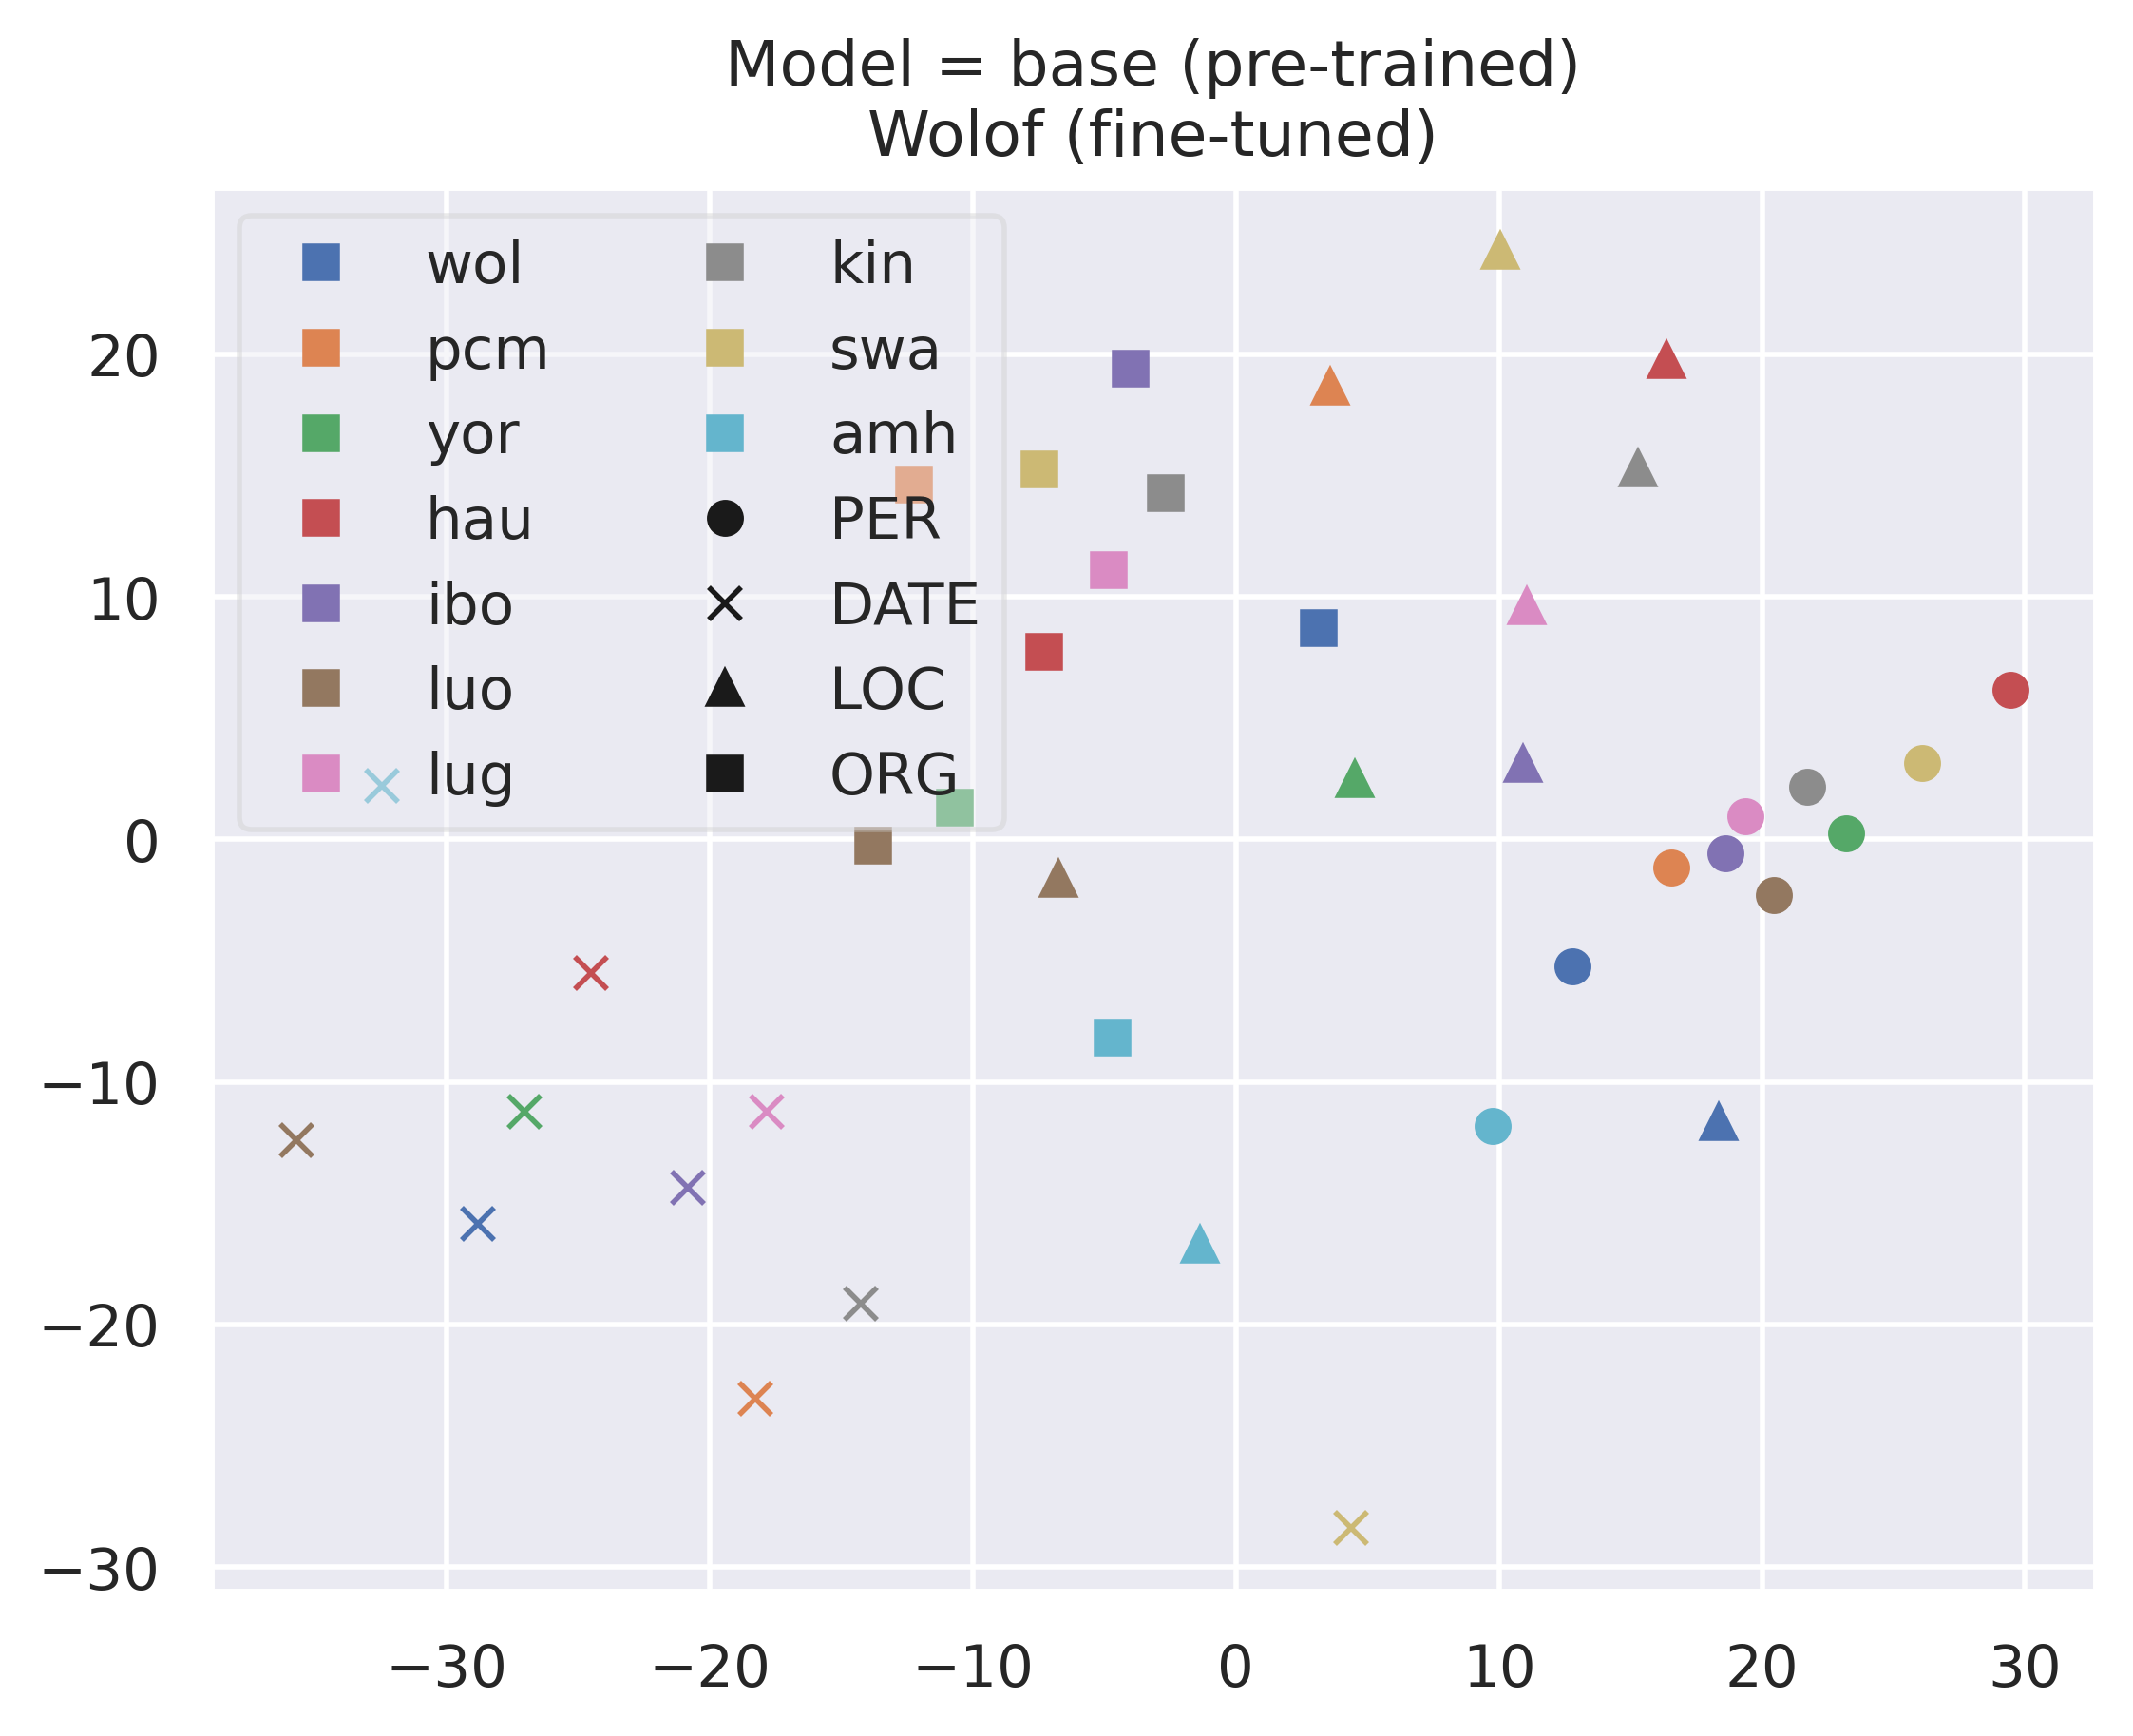 Model = base (pre-trained)
Wolof (fine-tuned)
wol
pcm
yor
hau
ibo
luo
lug
kin
swa
amh
PER
DATE
LOC
ORG
20
10
0
−10
−20
−30
−30 −20 −10 0 10 20 30